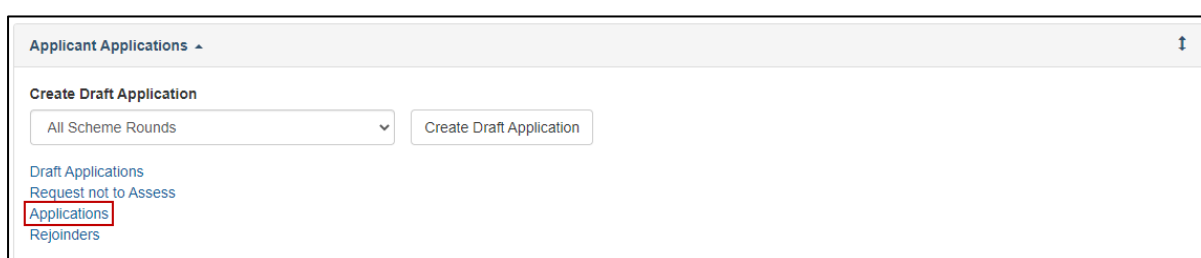 Applicant Applications
Create Draft Application
All Scheme Rounds
Create Draft Application
Draft Applications
Request not to Assess
Applications
Rejoinders